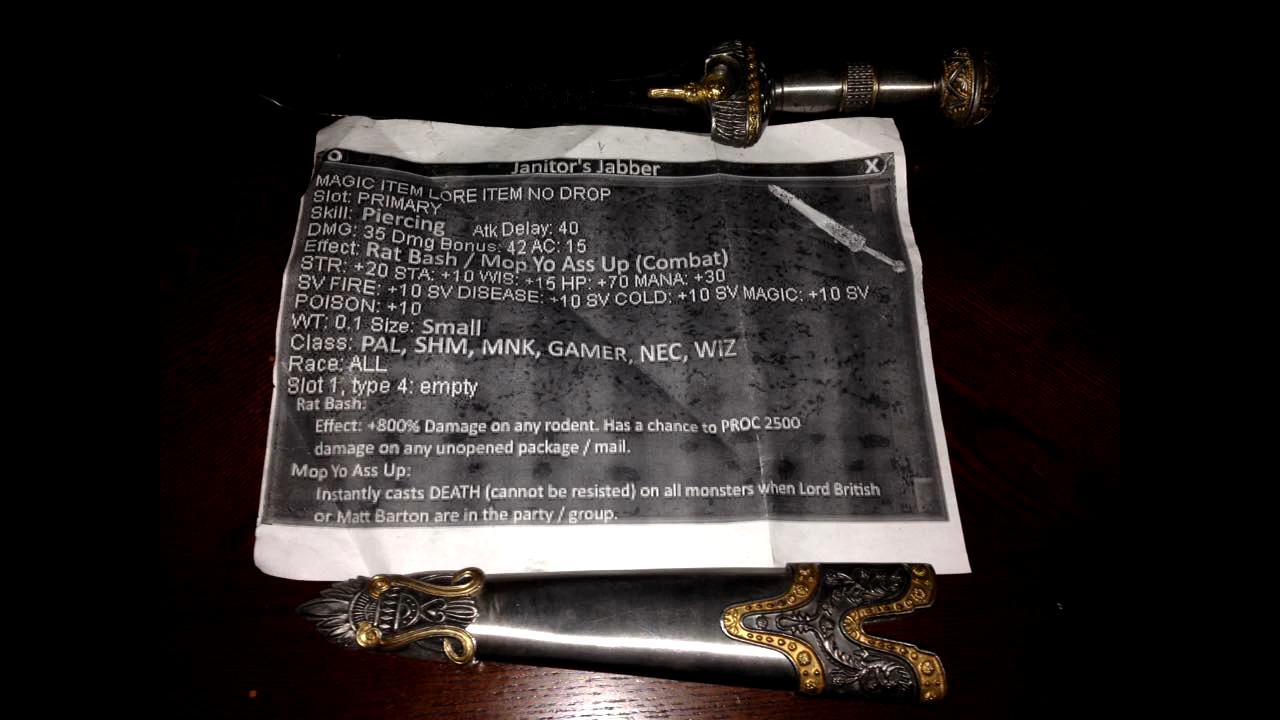 Janitor's Jabber
X
MAGIC ITEM LORE ITEM NO DROP
Slot: PRIMARY
Skill: Piercing Atk Delay: 40
DMG: 35 Dmg Bonus: 42 AC: 15
Effect: Rat Bash / Mop Yo Ass Up (Combat)
STR: +20 STA: +10 WIS: +15 HP: +70 MANA: +30
SV FIRE: +10 SV DISEASE: +10 SV COLD: +10 SV MAGIC: +10 SV
POISON: +10
WT: 0.1 Size: Small
Class: PAL, SHM, MNK, GAMER, NEC, WIZ
Race: ALL
Slot 1, type 4: empty
Rat Bash:
Effect: +800% Damage on any rodent. Has a chance to PROC 2500
damage on any unopened package / mail.
Mop Yo Ass Up:
Instantly casts DEATH (cannot be resisted) on all monsters when Lord British
or Matt Barton are in the party / group.